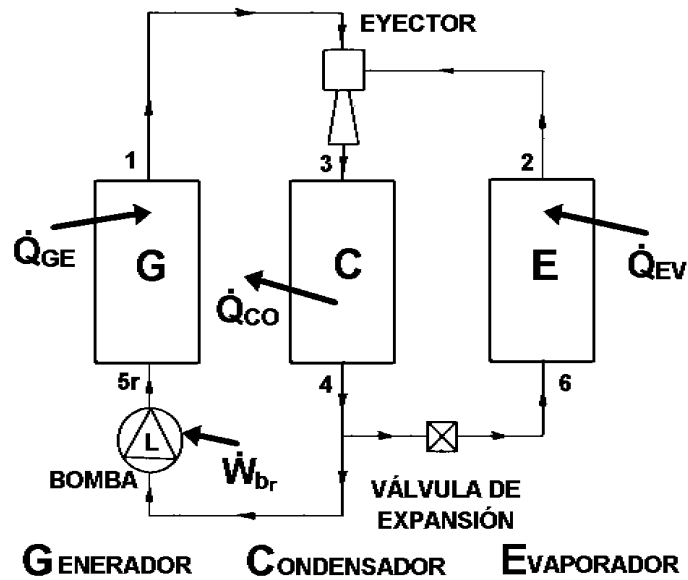 EYECTOR
1
3
2
Q̇GE
G
Q̇CO
C
E
Q̇EV
5r
4
6
L
BOMBA
Ẇbr
VÁLVULA DE
EXPANSIÓN
GENERADOR
CONDENSADOR
EVAPORADOR